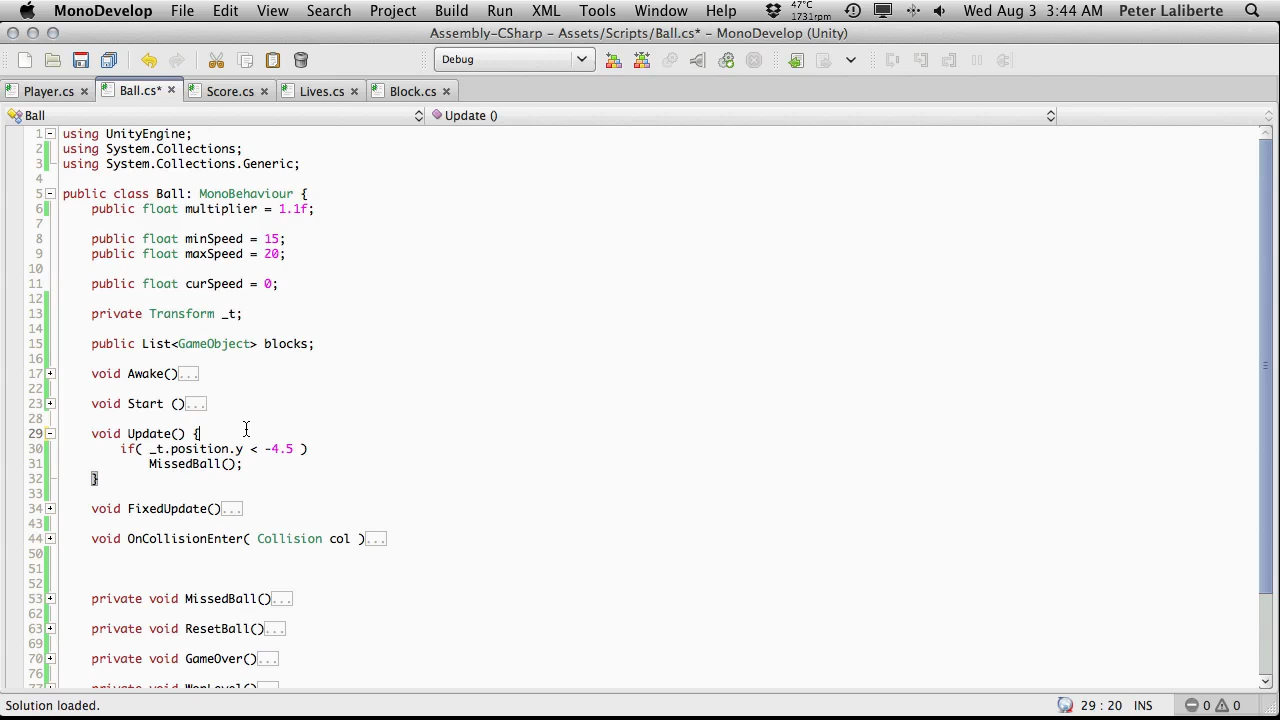 MonoDevelop File Edit View Search Project Build Run XML Tools Window Help 47°C 1731rpm Wed Aug 3 3:44 AM Peter Laliberte
Assembly-CSharp – Assets/Scripts/Ball.cs* – MonoDevelop (Unity)
Debug
Player.cs Ball.cs* Score.cs Lives.cs Block.cs
Ball Update ()
1 using UnityEngine;
2 using System.Collections;
3 using System.Collections.Generic;
4
5 public class Ball: MonoBehaviour {
6 public float multiplier = 1.1f;
7
8 public float minSpeed = 15;
9 public float maxSpeed = 20;
10
11 public float curSpeed = 0;
12
13 private Transform _t;
14
15 public List<GameObject> blocks;
16
17 void Awake()...
22
23 void Start ()...
28
29 void Update() {
30 if( _t.position.y < -4.5 )
31 MissedBall();
32 }
33
34 void FixedUpdate()...
43
44 void OnCollisionEnter( Collision col )...
50
51
52
53 private void MissedBall()...
62
63 private void ResetBall()...
69
70 private void GameOver()...
76
77 private void WonLevel()...
Solution loaded. 29 : 20 INS 0 0